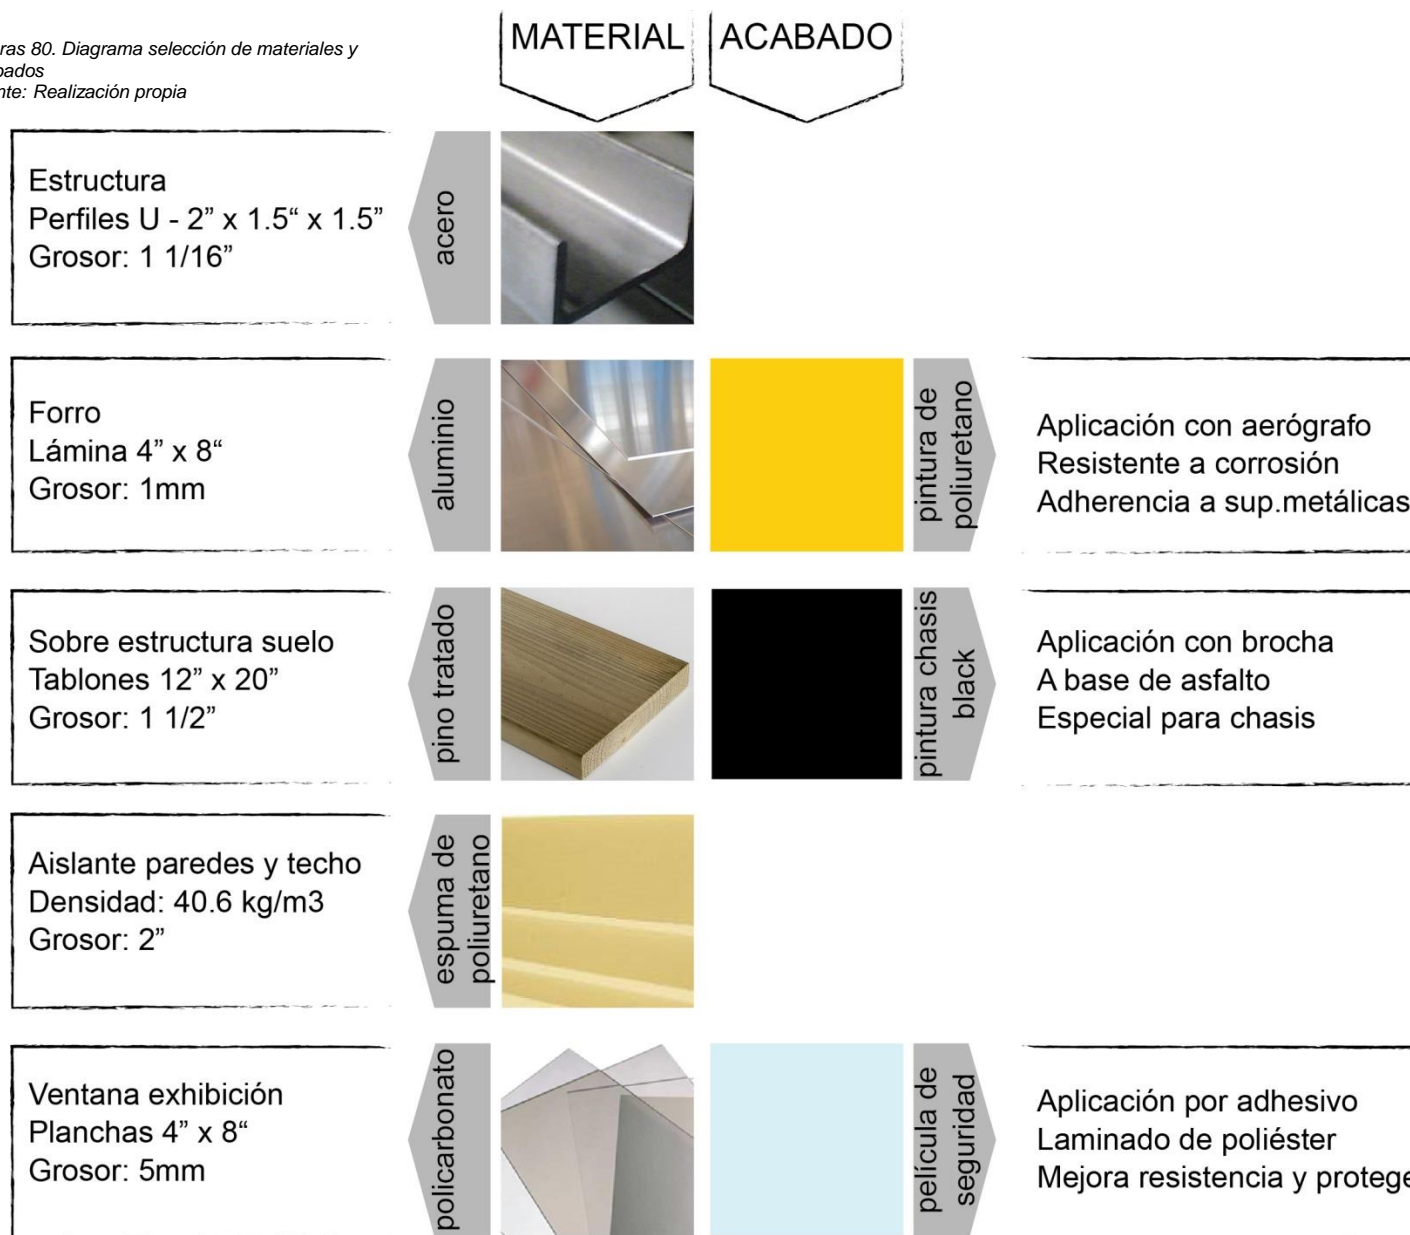 ras 80. Diagrama selección de materiales y
bados
nte: Realización propia
MATERIAL
ACABADO
Estructura
Perfiles U - 2” x 1.5“ x 1.5”
Grosor: 1 1/16”
acero
Forro
Lámina 4” x 8“
Grosor: 1mm
aluminio
pintura de
poliuretano
Aplicación con aerógrafo
Resistente a corrosión
Adherencia a sup.metálicas
Sobre estructura suelo
Tablones 12” x 20”
Grosor: 1 1/2”
pino tratado
pintura chasis
black
Aplicación con brocha
A base de asfalto
Especial para chasis
Aislante paredes y techo
Densidad: 40.6 kg/m3
Grosor: 2”
espuma de
poliuretano
Ventana exhibición
Planchas 4” x 8“
Grosor: 5mm
policarbonato
película de
seguridad
Aplicación por adhesivo
Laminado de poliéster
Mejora resistencia y protege